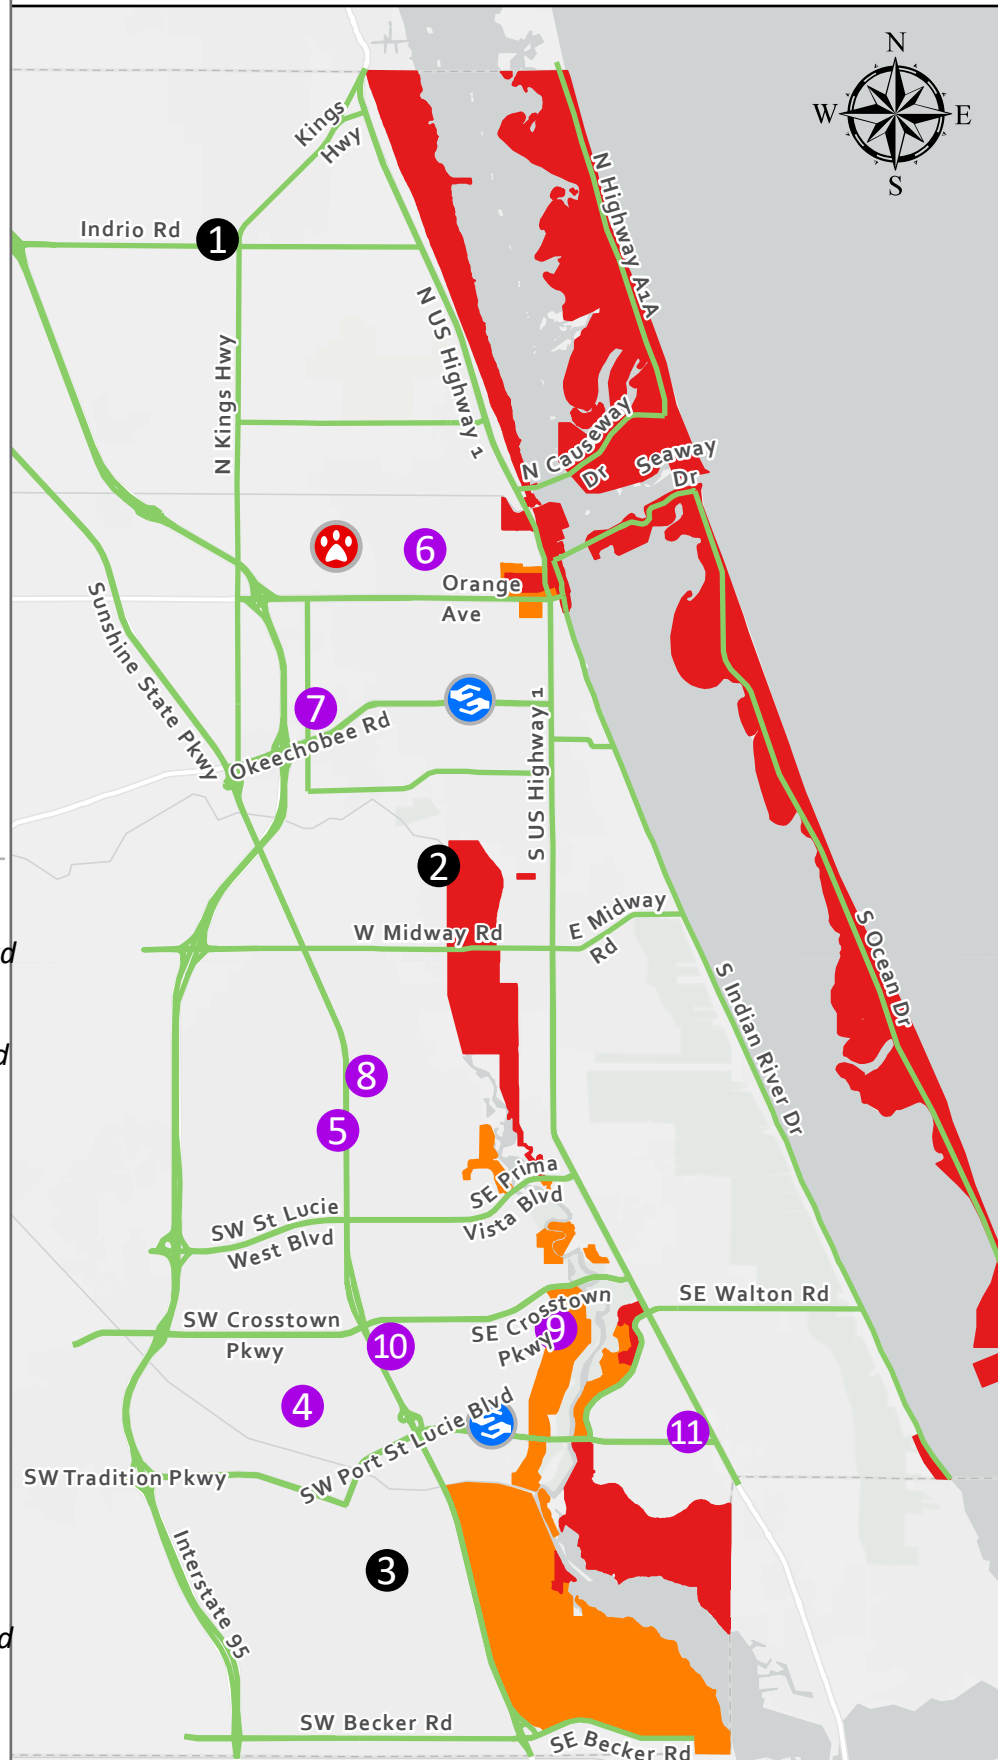 N
W E
S
Kings
Hwy
Indrio Rd
1
N Highway A1A
N US Highway 1
N Kings Hwy
N Causeway
Dr
Seaway
Dr
6
Orange
Ave
Sunshine State Pkwy
7
Okeechobee Rd
S US Highway 1
2
W Midway Rd
E Midway
Rd
d
S Ocean Dr
S Indian River Dr
d
8
5
SE Prima
Vista Blvd
SW St Lucie
West Blvd
SE Walton Rd
SW Crosstown
Pkwy
SE Crosstown
Pkwy
9
10
4
11
SW Port St Lucie Blvd
SW Tradition Pkwy
Interstate 95
3
d
SW Becker Rd
SE Becker Rd